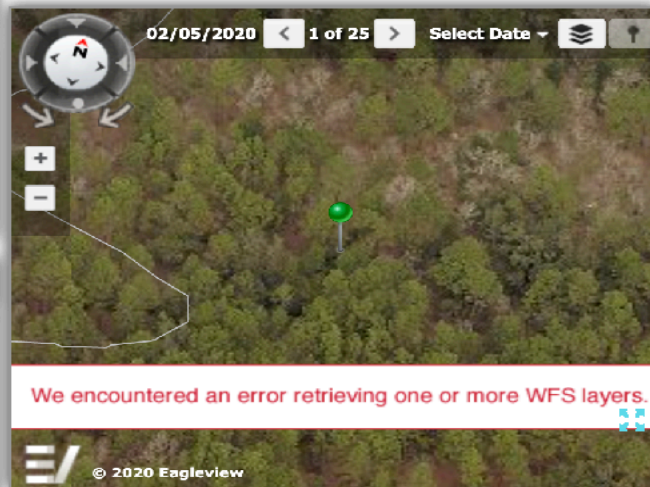 02/05/2020 < 1 of 25 > Select Date
N
+
−
We encountered an error retrieving one or more WFS layers.
© 2020 Eagleview